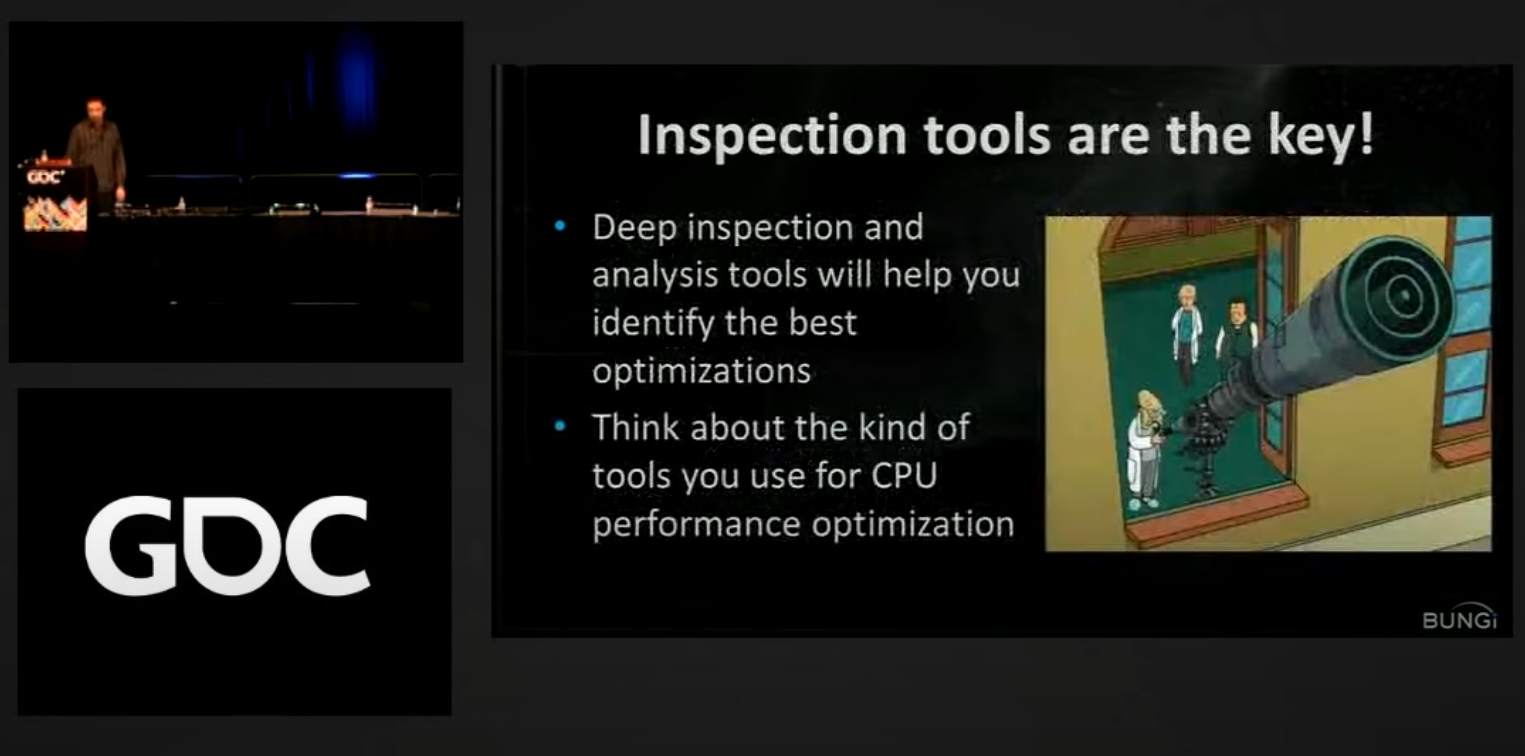 GDC
GDC
Inspection tools are the key!
• Deep inspection and
analysis tools will help you
identify the best
optimizations
• Think about the kind of
tools you use for CPU
performance optimization
BUNGiE